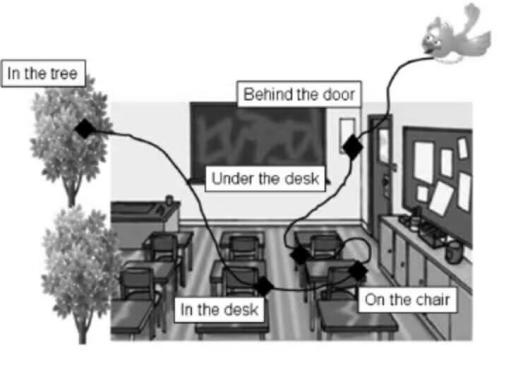 In the tree
Behind the door
Under the desk
In the desk
On the chair